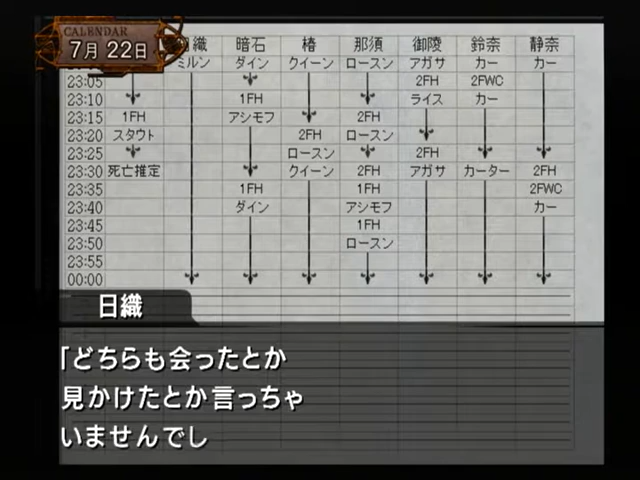 CALENDAR
7月22日
織 暗石 椿 那須 御陵 鈴奈 静奈
ミルン ダイン クイーン ロースン アガサ カー カー
23:05 2FH 2FWC
23:10 1FH ライス カー
23:15 1FH アシモフ 2FH
23:20 スタウト 2FH ロースン
23:25 ロースン 2FH
23:30 死亡推定 クイーン 2FH アガサ カーター 2FH
23:35 1FH 1FH 2FWC
23:40 ダイン アシモフ カー
23:45 1FH
23:50 ロースン
23:55
00:00
日織
「どちらも会ったとか
見かけたとか言っちゃ
いませんでし